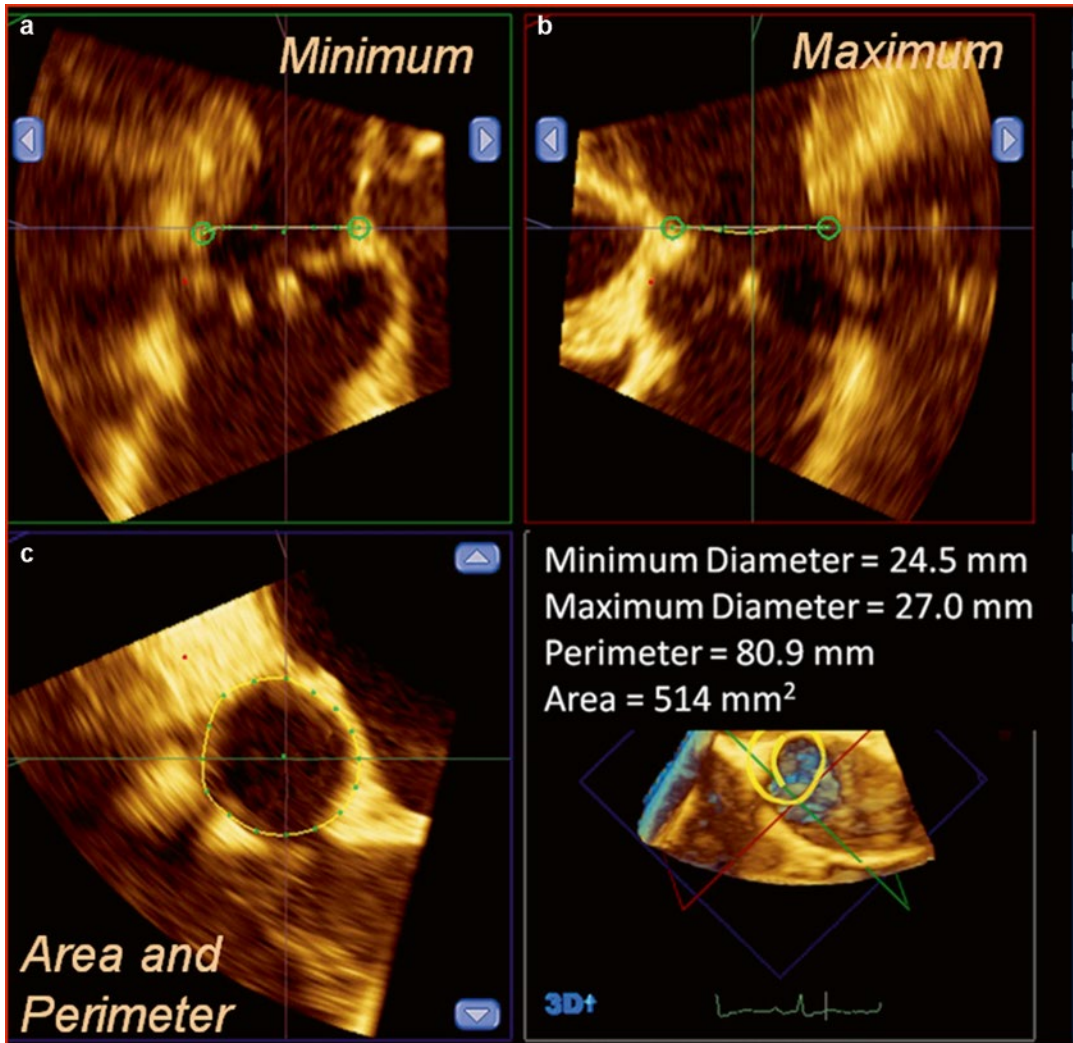 a
Minimum
b
Maximum
c
Area and
Perimeter
Minimum Diameter = 24.5 mm
Maximum Diameter = 27.0 mm
Perimeter = 80.9 mm
Area = 514 mm²
3D